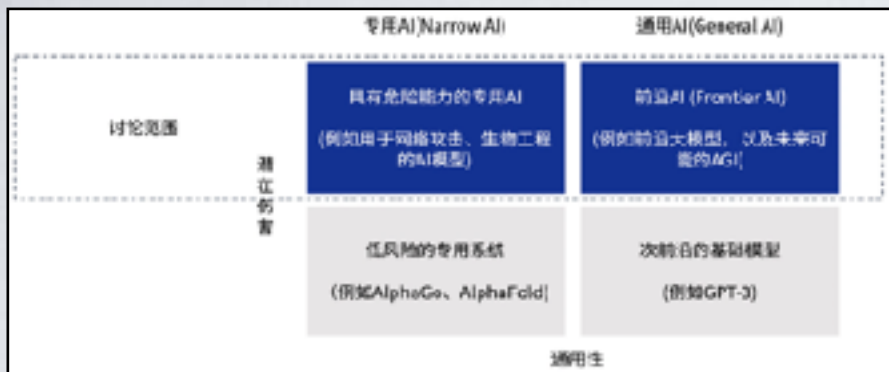 专用AI(Narrow AI)
通用AI(General AI)
讨论范围
潜在伤害
具有危险能力的专用AI
(例如用于网络攻击、生物工程
的AI模型)
前沿AI (Frontier AI)
(例如前沿大模型，以及未来可
能的AGI)
低风险的专用系统
(例如AlphaGo、AlphaFold)
次前沿的基础模型
(例如GPT-3)
通用性